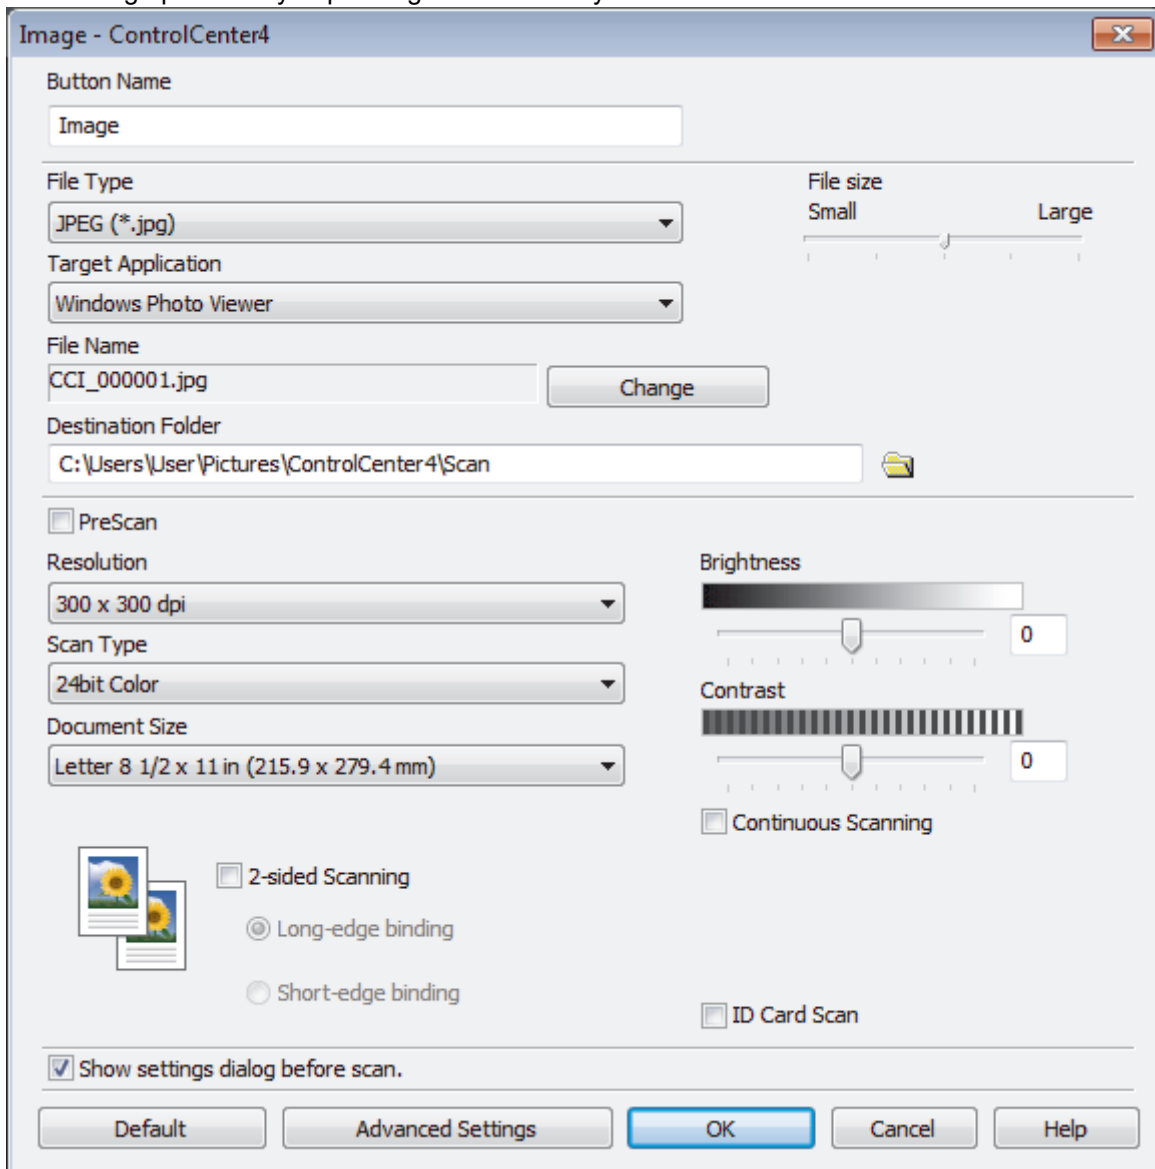 Image - ControlCenter4
Button Name
Image
File Type
JPEG (*.jpg)
File size
Small Large
Target Application
Windows Photo Viewer
File Name
CCI_000001.jpg
Change
Destination Folder
C:\Users\User\Pictures\ControlCenter4\Scan
PreScan
Resolution
300 x 300 dpi
Scan Type
24bit Color
Document Size
Letter 8 1/2 x 11 in (215.9 x 279.4 mm)
Brightness
0
Contrast
0
Continuous Scanning
2-sided Scanning
Long-edge binding
Short-edge binding
ID Card Scan
Show settings dialog before scan.
Default Advanced Settings OK Cancel Help